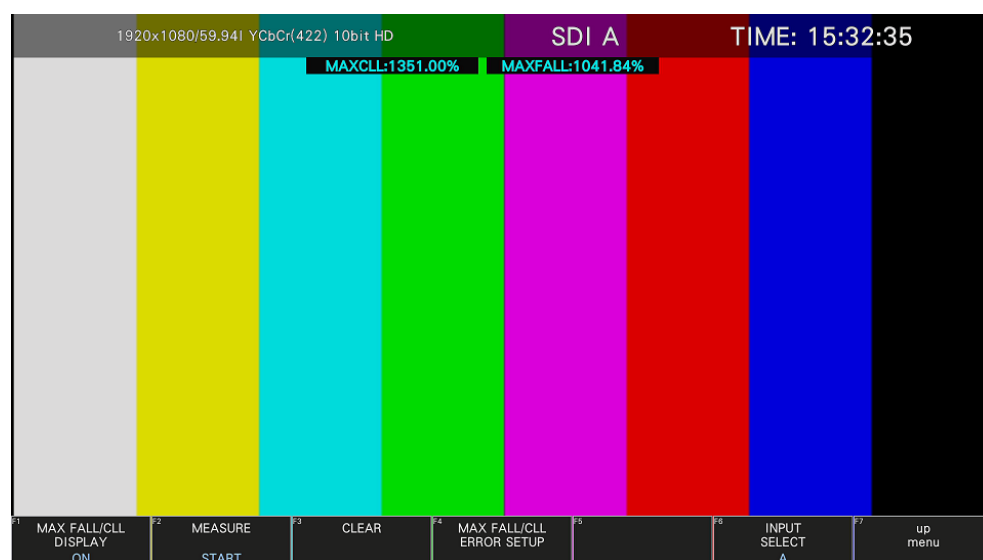 1920x1080/59.94I YCbCr(422) 10bit HD SDI A TIME: 15:32:35
MAXCLL:1351.00% MAXFALL:1041.84%
F1 MAX FALL/CLL
DISPLAY
ON
F2 MEASURE
START
F3 CLEAR
F4 MAX FALL/CLL
ERROR SETUP
F5
F6 INPUT
SELECT
A
F7 up
menu